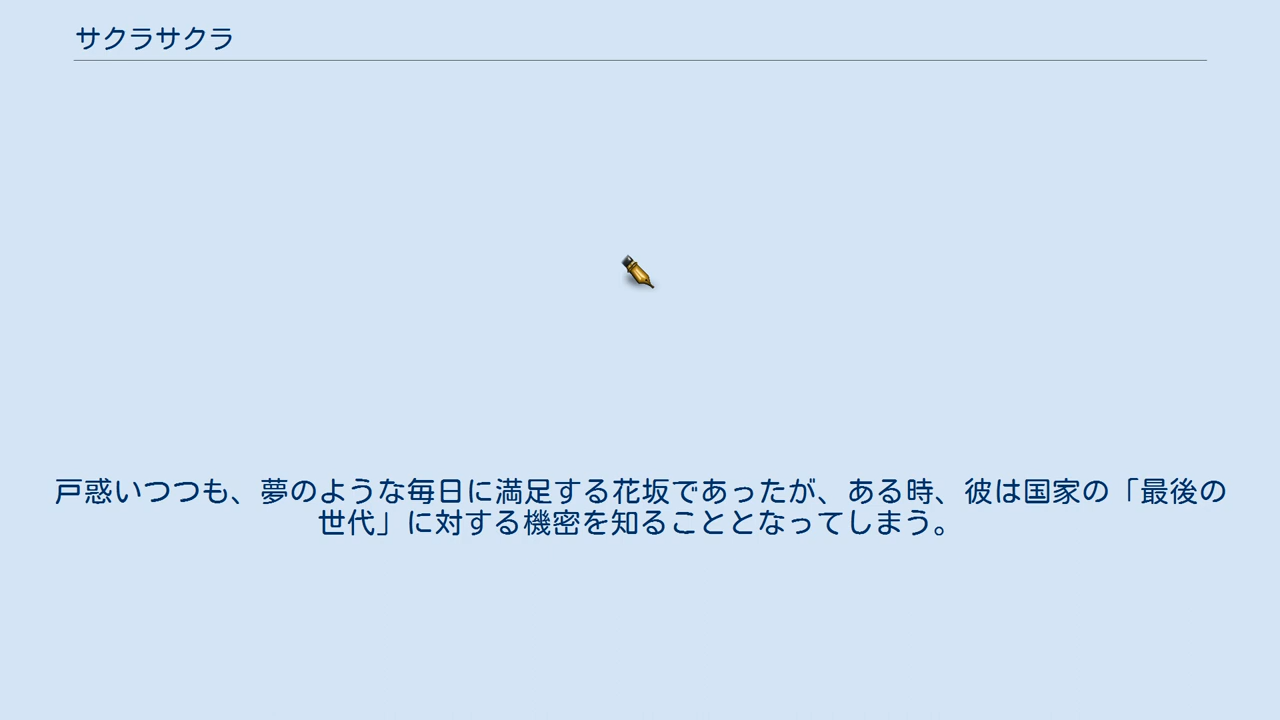 サクラサクラ
戸惑いつつも、夢のような毎日に満足する花坂であったが、ある時、彼は国家の「最後の
世代」に対する機密を知ることとなってしまう。